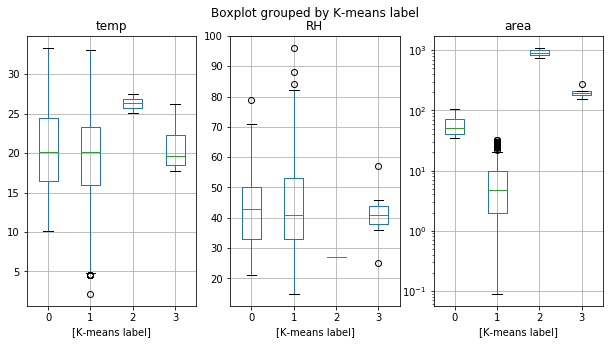 Boxplot grouped by K-means label
temp
RH
area
30
25
20
15
10
5
0 1 2 3
[K-means label]
100
90
80
70
60
50
40
30
20
0 1 2 3
[K-means label]
10³
10²
10¹
10⁰
10⁻¹
0 1 2 3
[K-means label]